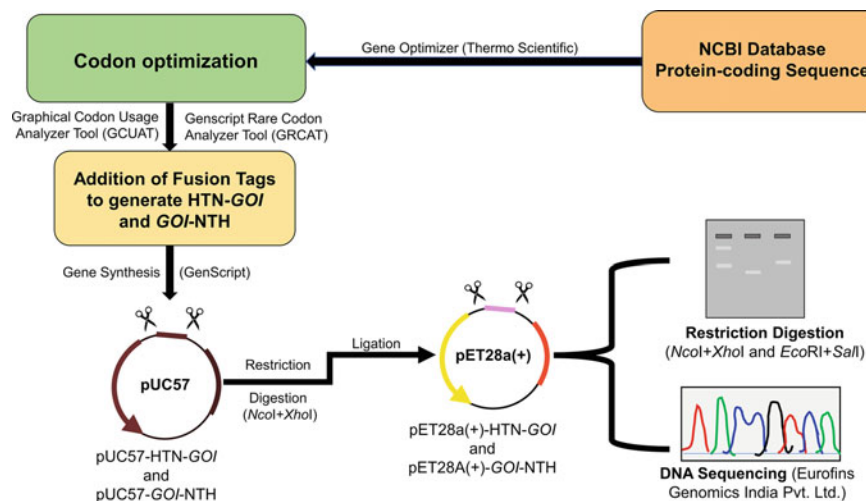 Codon optimization
Gene Optimizer (Thermo Scientific)
NCBI Database
Protein-coding Sequence
Graphical Codon Usage
Analyzer Tool (GCUAT)
Genscript Rare Codon
Analyzer Tool (GRCAT)
Addition of Fusion Tags
to generate HTN-GOI
and GOI-NTH
Gene Synthesis
(GenScript)
pUC57
Restriction
Digestion
(NcoI+XhoI)
Ligation
pET28a(+)
pUC57-HTN-GOI
and
pUC57-GOI-NTH
pET28a(+)-HTN-GOI
and
pET28A(+)-GOI-NTH
Restriction Digestion
(NcoI+XhoI and EcoRI+SalI)
DNA Sequencing (Eurofins
Genomics India Pvt. Ltd.)